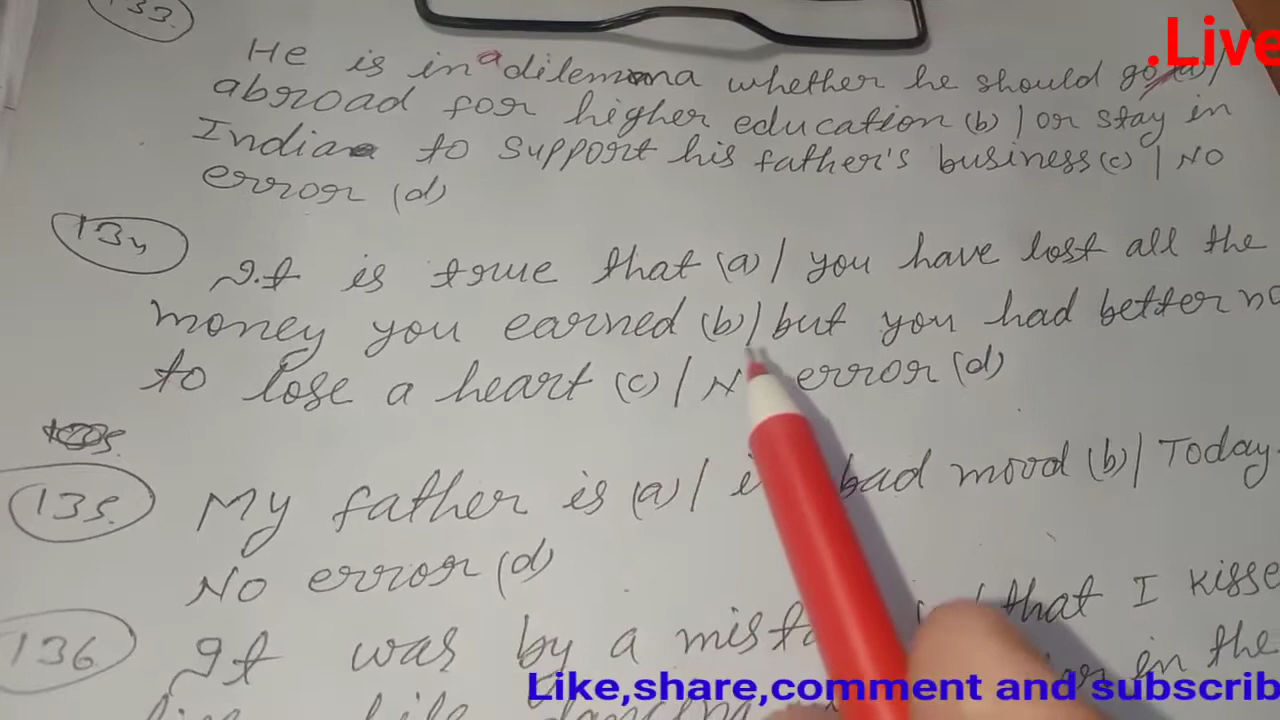 133.
.Live
He is in a dilemma whether he should go (a)/
abroad for higher education (b) / or stay in
India to support his father's business (c) / No
error (d)
134
It is true that (a) / you have lost all the
money you earned (b) / but you had better
to lose a heart (c) / error (d)
135. My father is (a) / bad mood (b) / Today.
No error (d)
136 It was by a that I
in the
Like,share,comment and subscrib